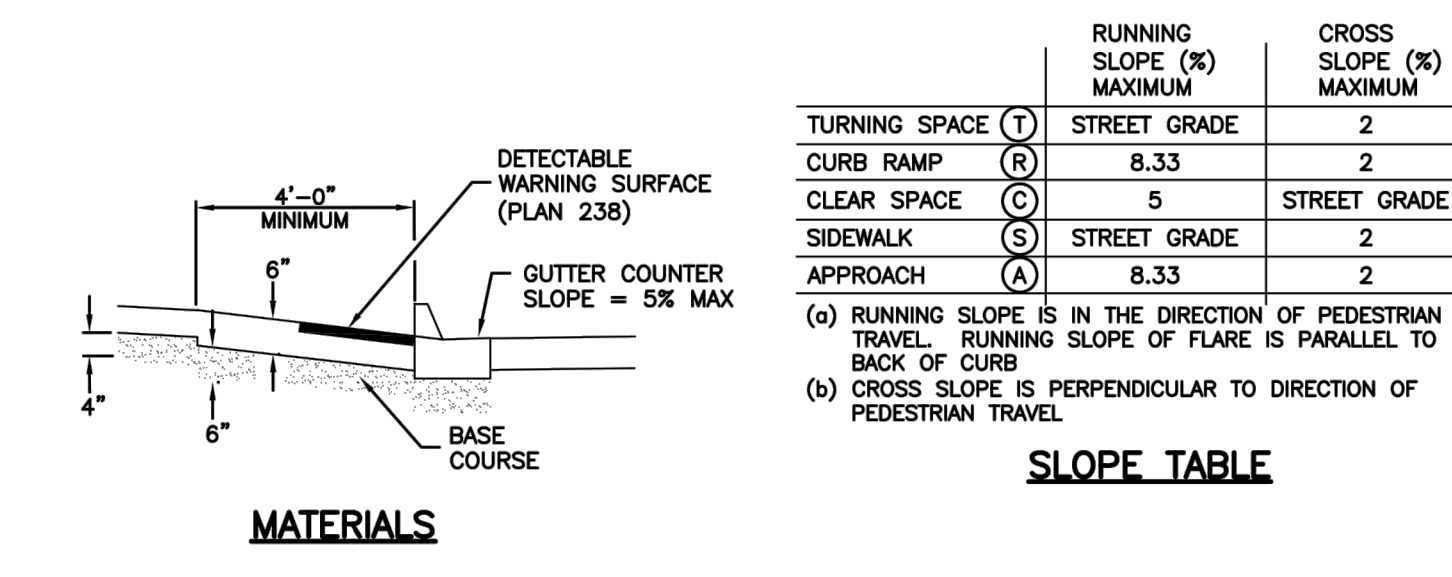 DETECTABLE
WARNING SURFACE
(PLAN 238)
4'-0"
MINIMUM
6"
GUTTER COUNTER
SLOPE = 5% MAX
4"
6"
BASE
COURSE
MATERIALS
RUNNING
SLOPE (%)
MAXIMUM
CROSS
SLOPE (%)
MAXIMUM
TURNING SPACE T STREET GRADE 2
CURB RAMP R 8.33 2
CLEAR SPACE C 5 STREET GRADE
SIDEWALK S STREET GRADE 2
APPROACH A 8.33 2
(a) RUNNING SLOPE IS IN THE DIRECTION OF PEDESTRIAN
TRAVEL. RUNNING SLOPE OF FLARE IS PARALLEL TO
BACK OF CURB
(b) CROSS SLOPE IS PERPENDICULAR TO DIRECTION OF
PEDESTRIAN TRAVEL
SLOPE TABLE